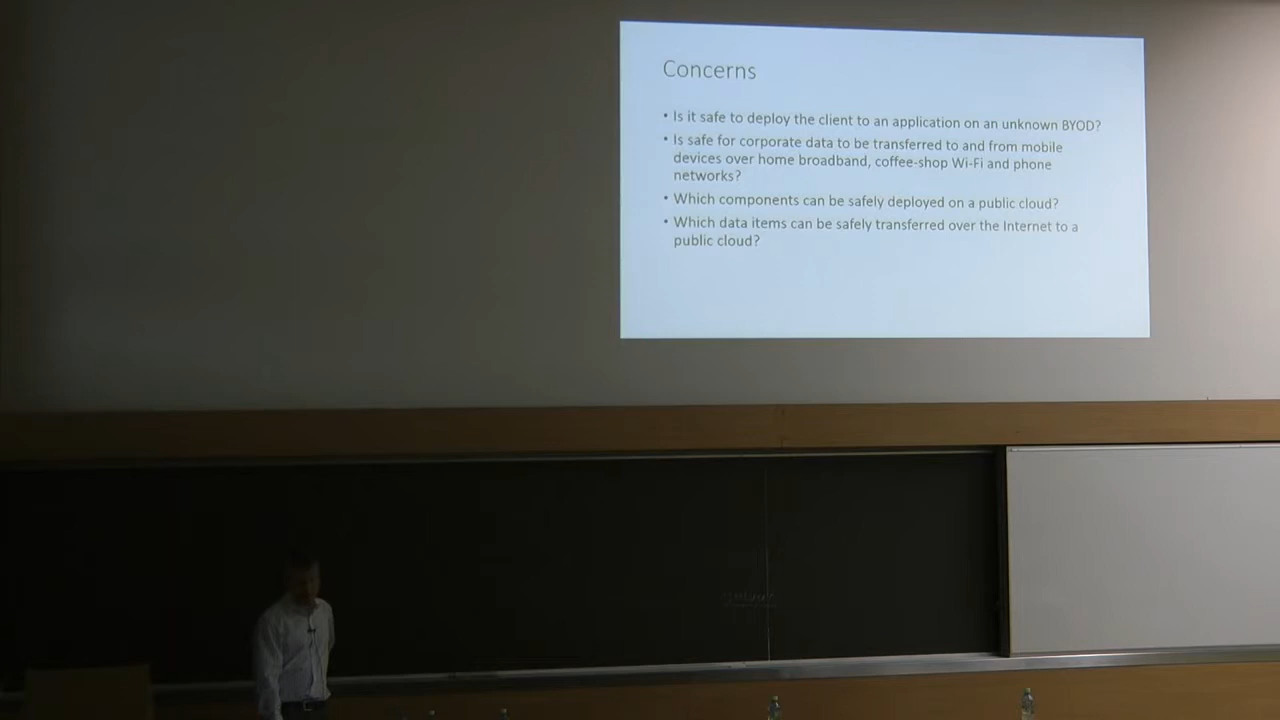 Concerns
• Is it safe to deploy the client to an application on an unknown BYOD?
• Is safe for corporate data to be transferred to and from mobile
devices over home broadband, coffee-shop Wi-Fi and phone
networks?
• Which components can be safely deployed on a public cloud?
• Which data items can be safely transferred over the Internet to a
public cloud?